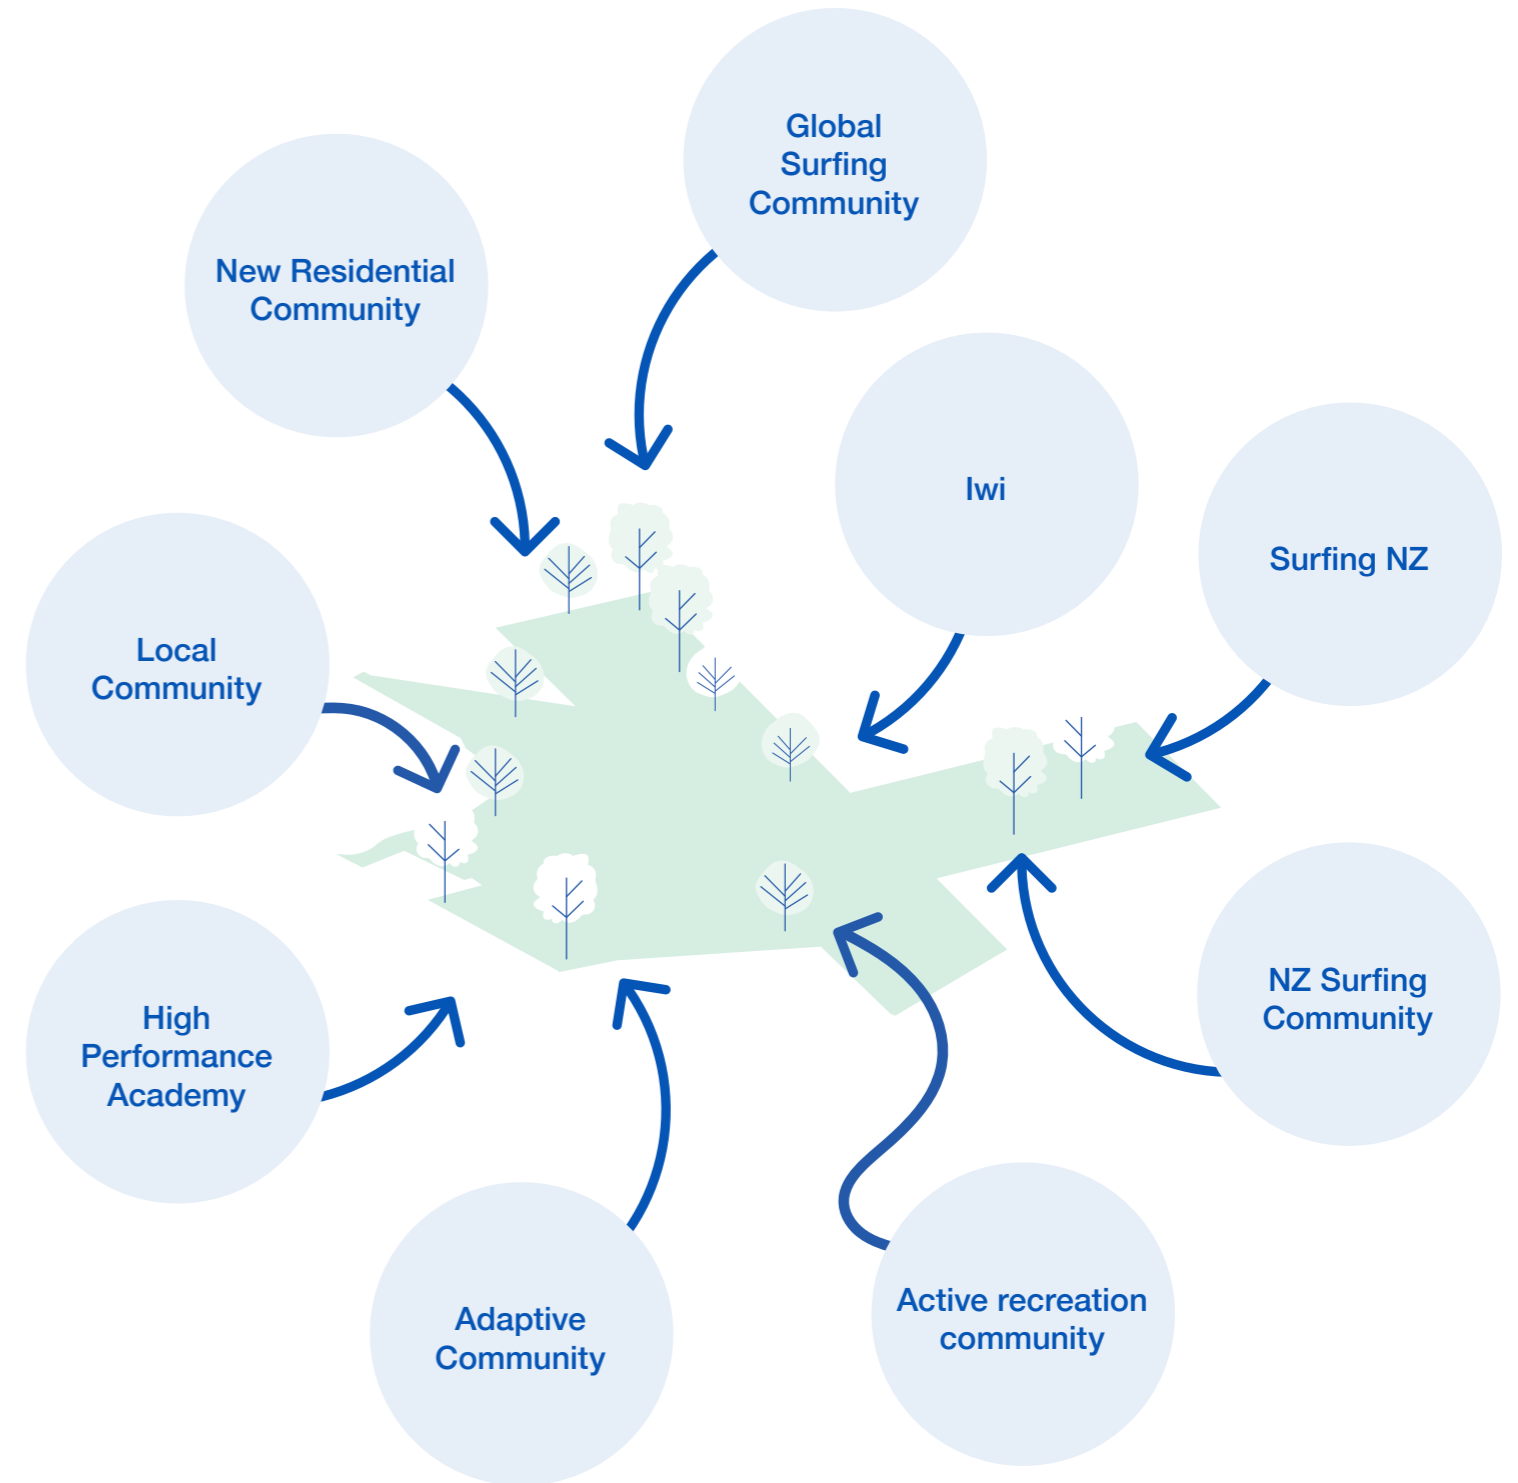 Global
Surfing
Community
New Residential
Community
Iwi
Surfing NZ
Local
Community
NZ Surfing
Community
High
Performance
Academy
Active recreation
community
Adaptive
Community